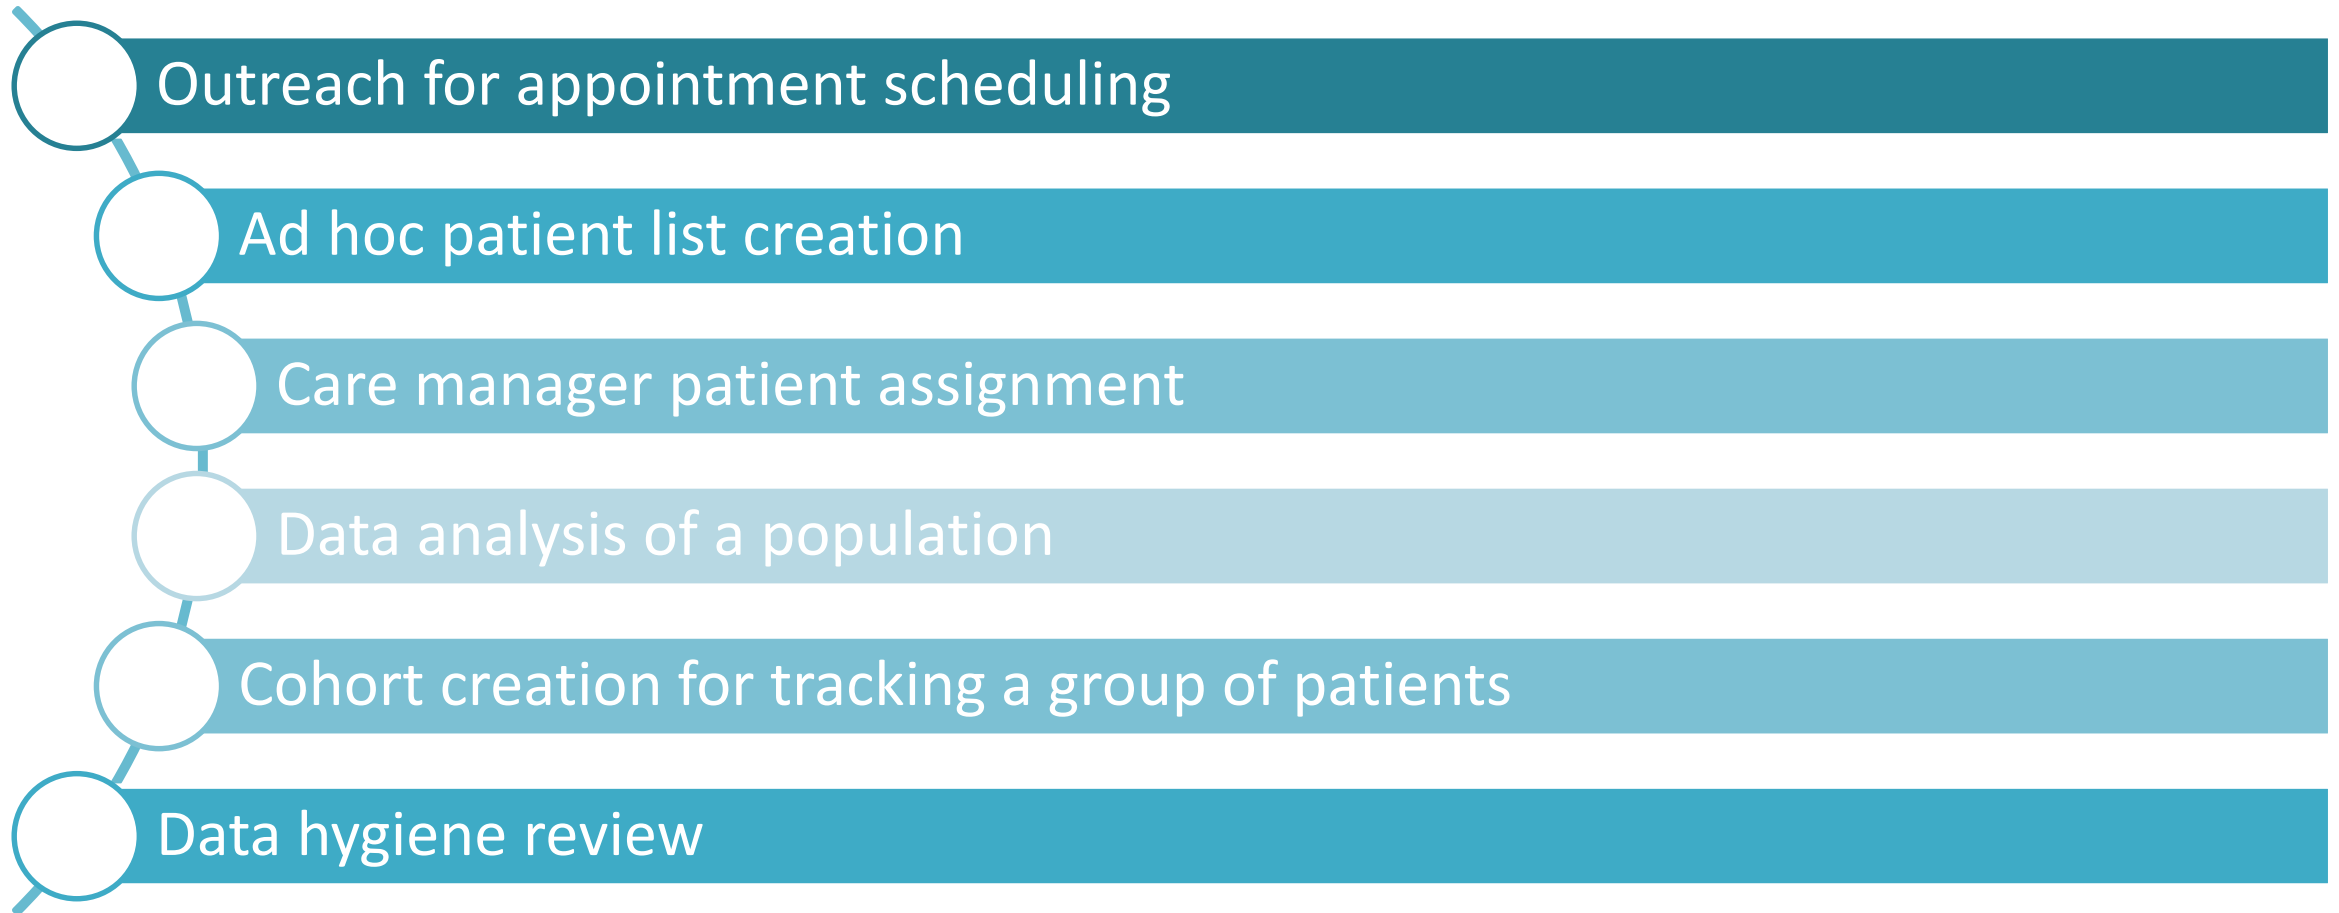 Outreach for appointment scheduling
Ad hoc patient list creation
Care manager patient assignment
Data analysis of a population
Cohort creation for tracking a group of patients
Data hygiene review